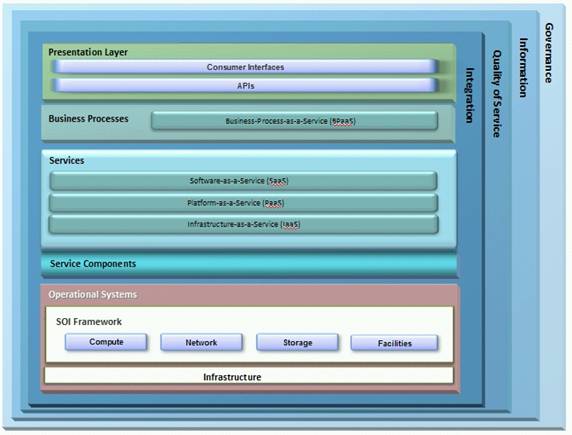 Presentation Layer
Consumer Interfaces
APIs
Business Processes
Business-Process-as-a-Service (BPaaS)
Services
Software-as-a-Service (SaaS)
Platform-as-a-Service (PaaS)
Infrastructure-as-a-Service (IaaS)
Service Components
Operational Systems
SOI Framework
Compute
Network
Storage
Facilities
Infrastructure
Integration
Quality of Service
Information
Governance